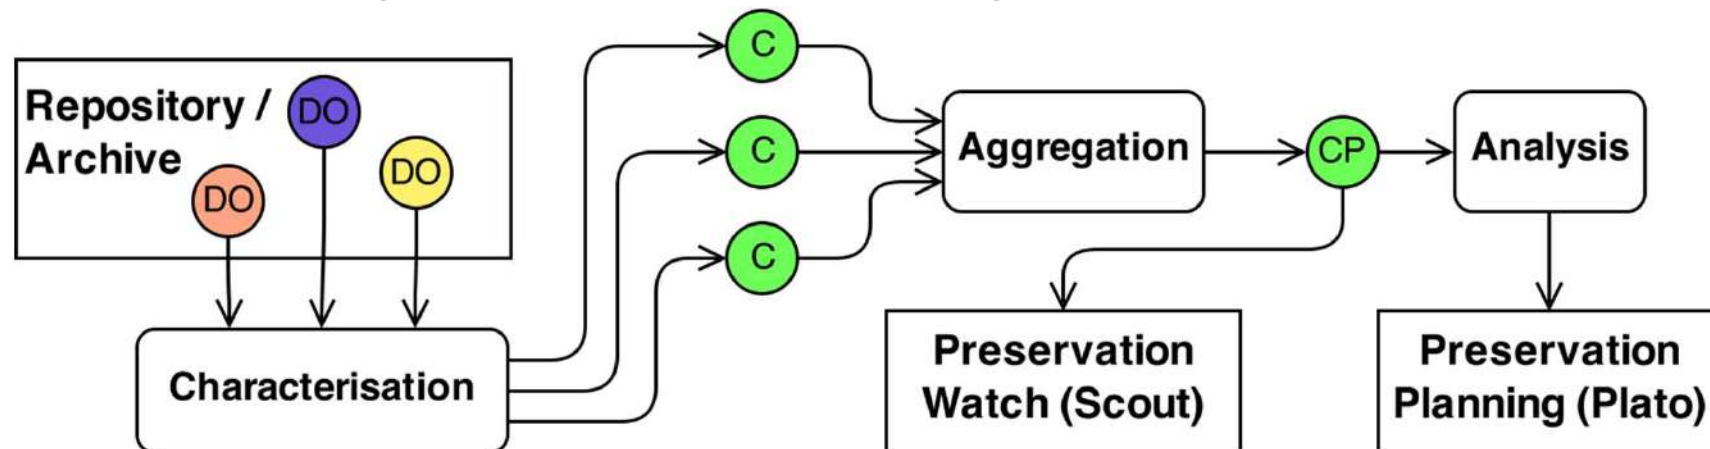 Repository /
Archive
DO
DO
DO
Characterisation
C
C
C
Aggregation
CP
Analysis
Preservation
Watch (Scout)
Preservation
Planning (Plato)